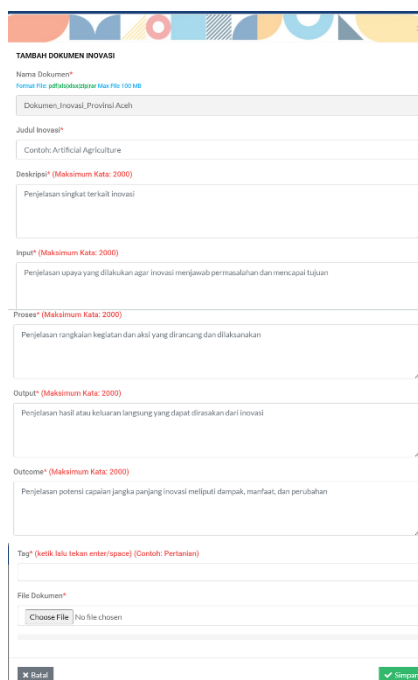 TAMBAH DOKUMEN INOVASI
Nama Dokumen*
Format File: pdf|xls|xlsx|zip|rar Max File 100 MB
Dokumen_Inovasi_Provinsi Aceh
Judul Inovasi*
Contoh: Artificial Agriculture
Deskripsi* (Maksimum Kata: 2000)
Penjelasan singkat terkait inovasi
Input* (Maksimum Kata: 2000)
Penjelasan upaya yang dilakukan agar inovasi menjawab permasalahan dan mencapai tujuan
Proses* (Maksimum Kata: 2000)
Penjelasan rangkaian kegiatan dan aksi yang dirancang dan dilaksanakan
Output* (Maksimum Kata: 2000)
Penjelasan hasil atau keluaran langsung yang dapat dirasakan dari inovasi
Outcome* (Maksimum Kata: 2000)
Penjelasan potensi capaian jangka panjang inovasi meliputi dampak, manfaat, dan perubahan
Tag* (ketik lalu tekan enter/space) (Contoh: Pertanian)
File Dokumen*
Choose File No file chosen
Batal
Simpan